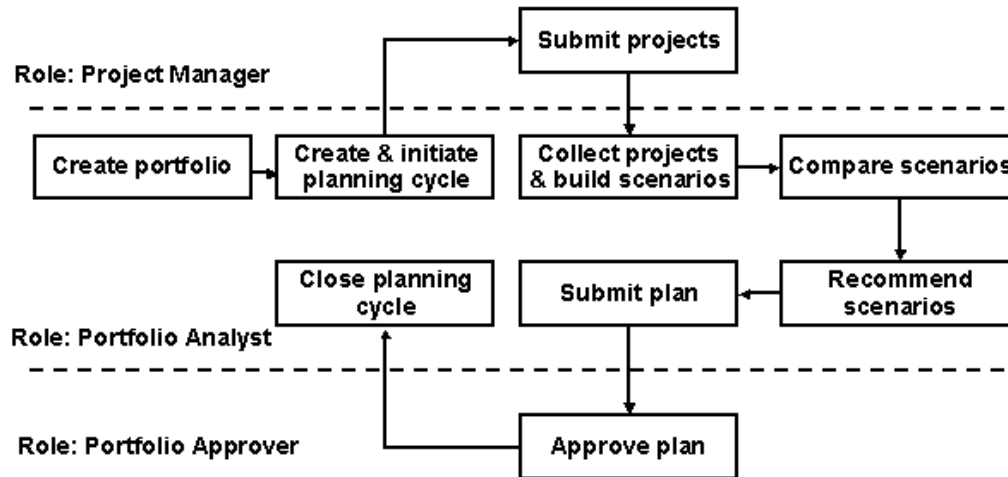 Submit projects
Role: Project Manager
Create portfolio
Create & initiate
planning cycle
Collect projects
& build scenarios
Compare scenarios
Close planning
cycle
Submit plan
Recommend
scenarios
Role: Portfolio Analyst
Role: Portfolio Approver
Approve plan